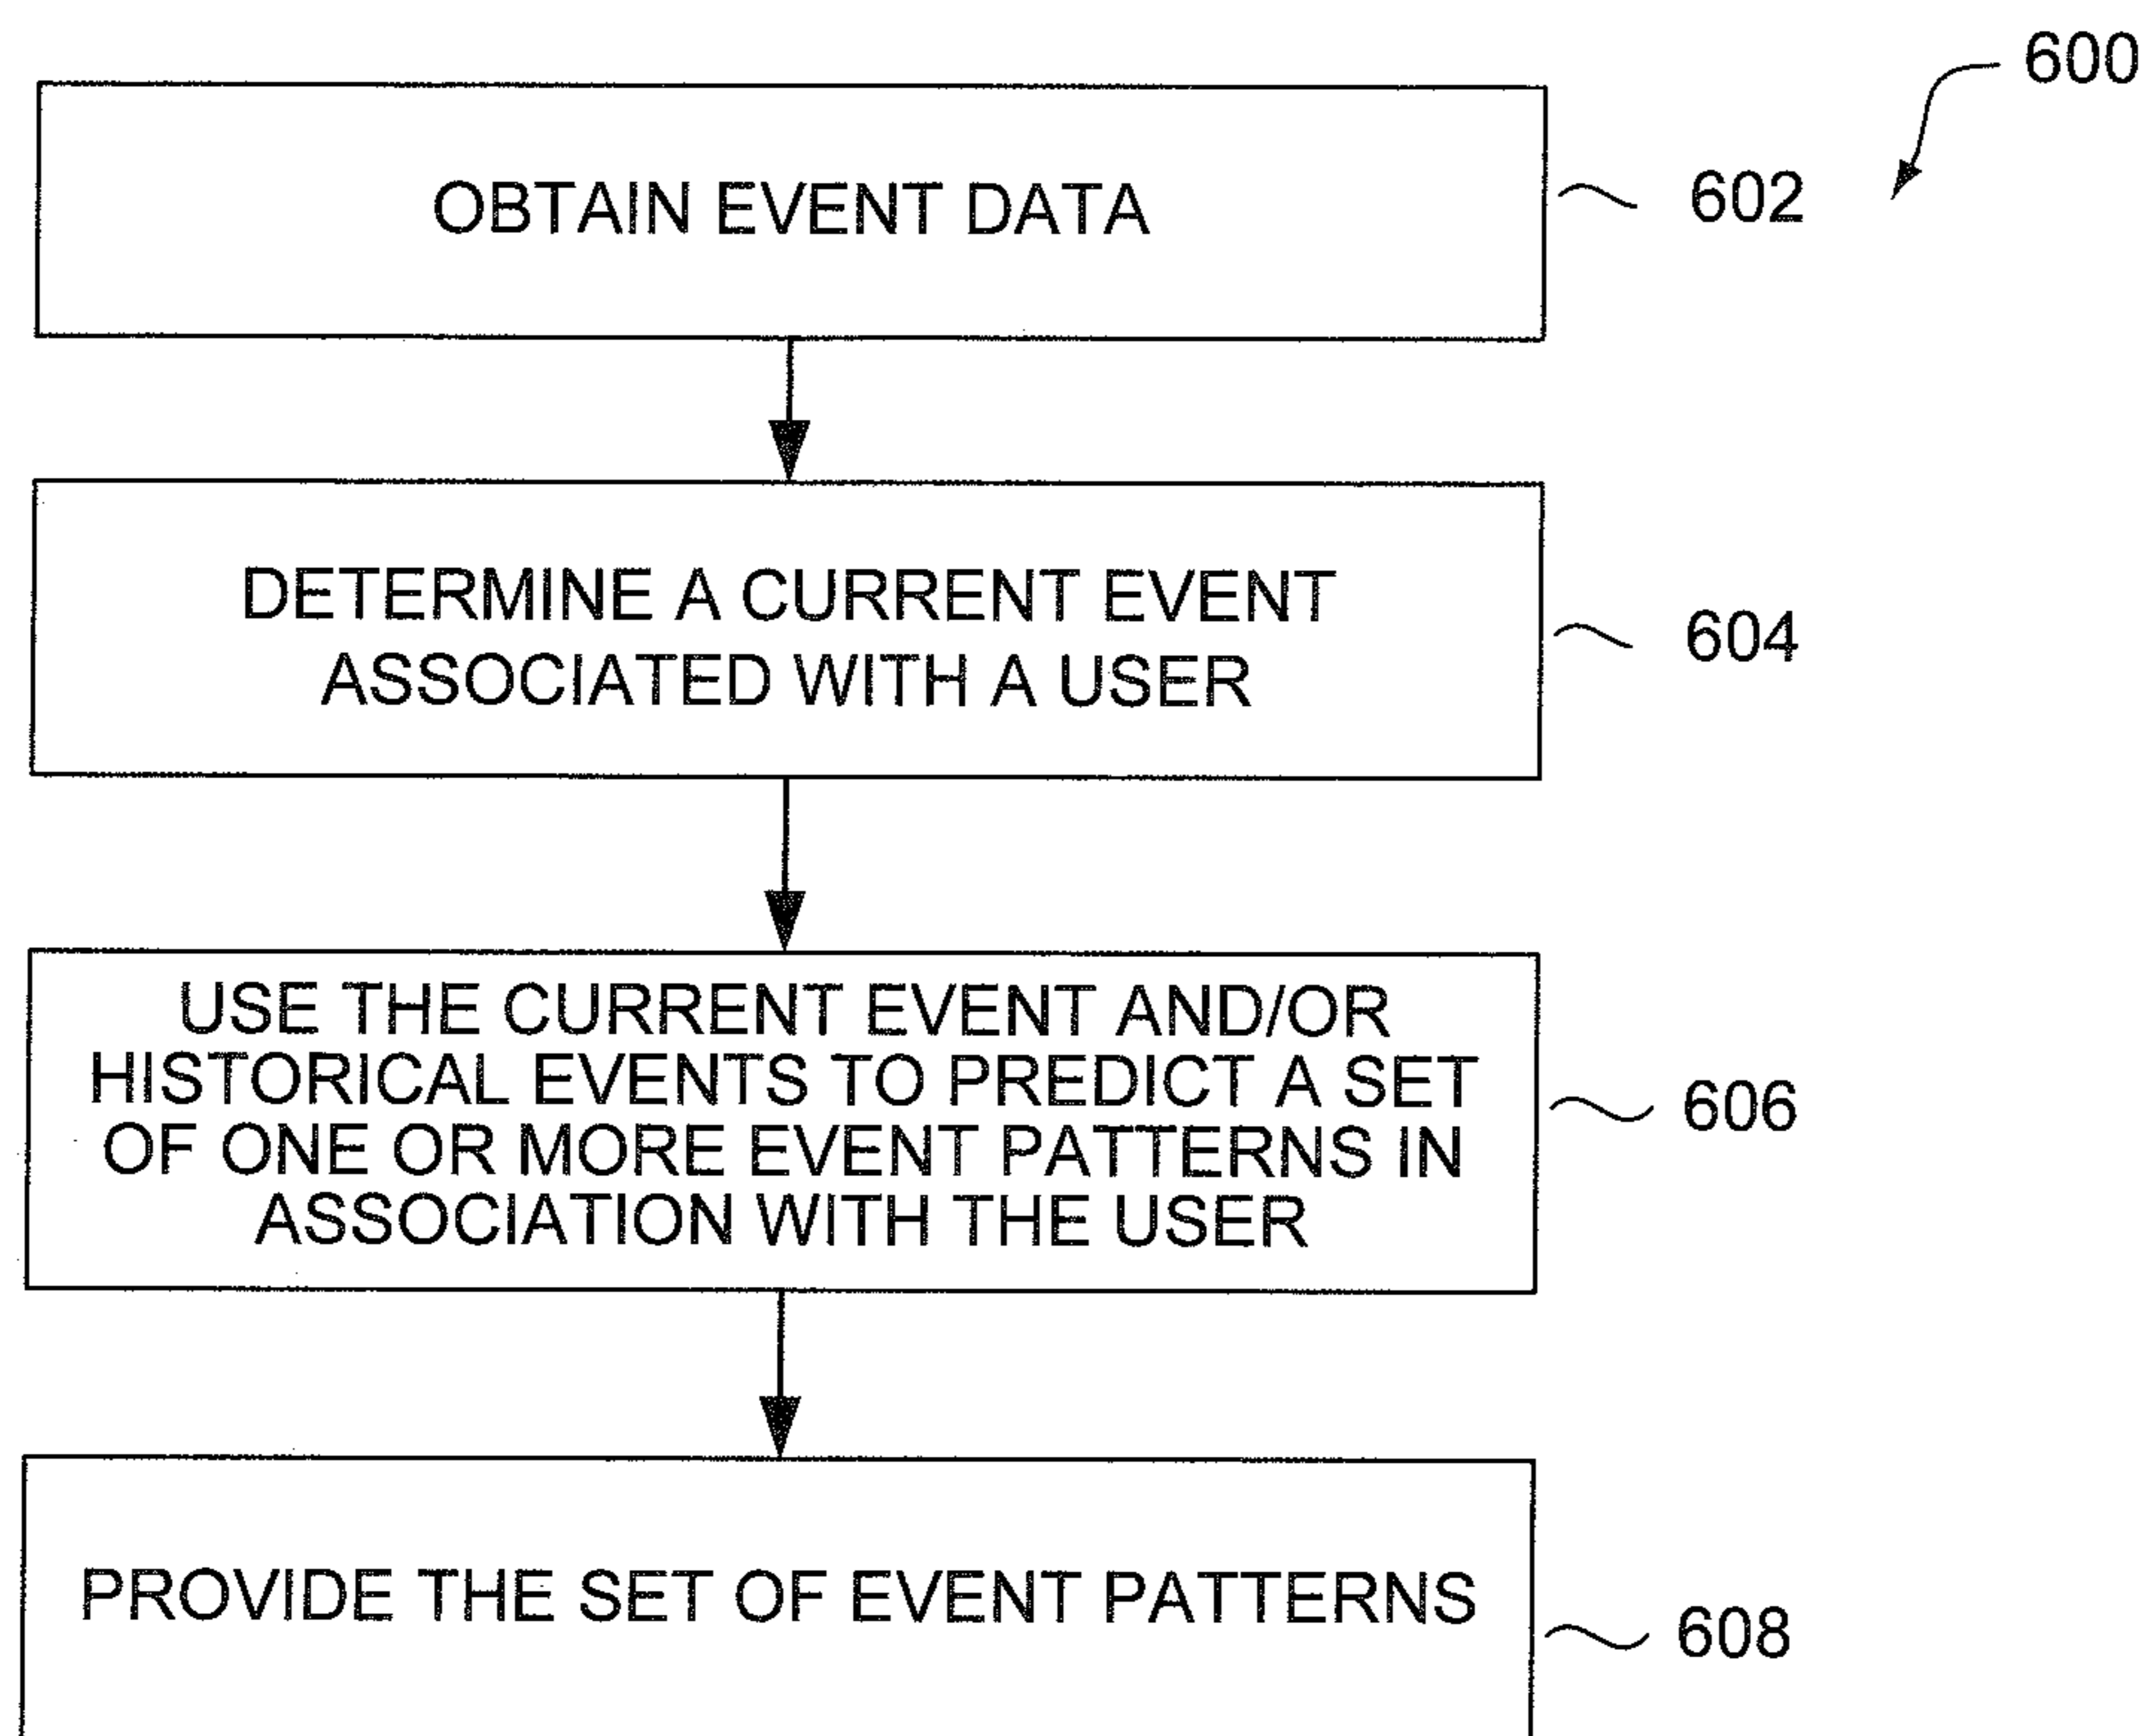 600
OBTAIN EVENT DATA
602
DETERMINE A CURRENT EVENT
ASSOCIATED WITH A USER
604
USE THE CURRENT EVENT AND/OR
HISTORICAL EVENTS TO PREDICT A SET
OF ONE OR MORE EVENT PATTERNS IN
ASSOCIATION WITH THE USER
606
PROVIDE THE SET OF EVENT PATTERNS
608